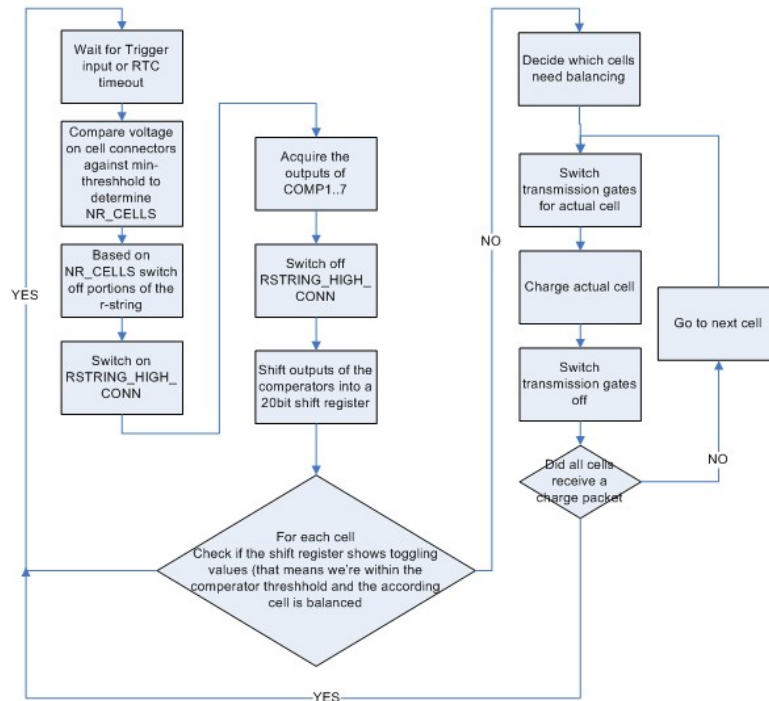 Wait for Trigger
input or RTC
timeout
Compare voltage
on cell connectors
against min-
threshhold to
determine
NR_CELLS
Based on
NR_CELLS switch
off portions of the
r-string
Switch on
RSTRING_HIGH_
CONN
Acquire the
outputs of
COMP1..7
Switch off
RSTRING_HIGH_
CONN
Shift outputs of the
comperators into a
20bit shift register
For each cell
Check if the shift register shows toggling
values (that means we're within the
comperator threshhold and the according
cell is balanced
YES
NO
Decide which cells
need balancing
Switch
transmission gates
for actual cell
Charge actual cell
Switch
transmission gates
off
Did all cells
receive a
charge packet
NO
Go to next cell
YES